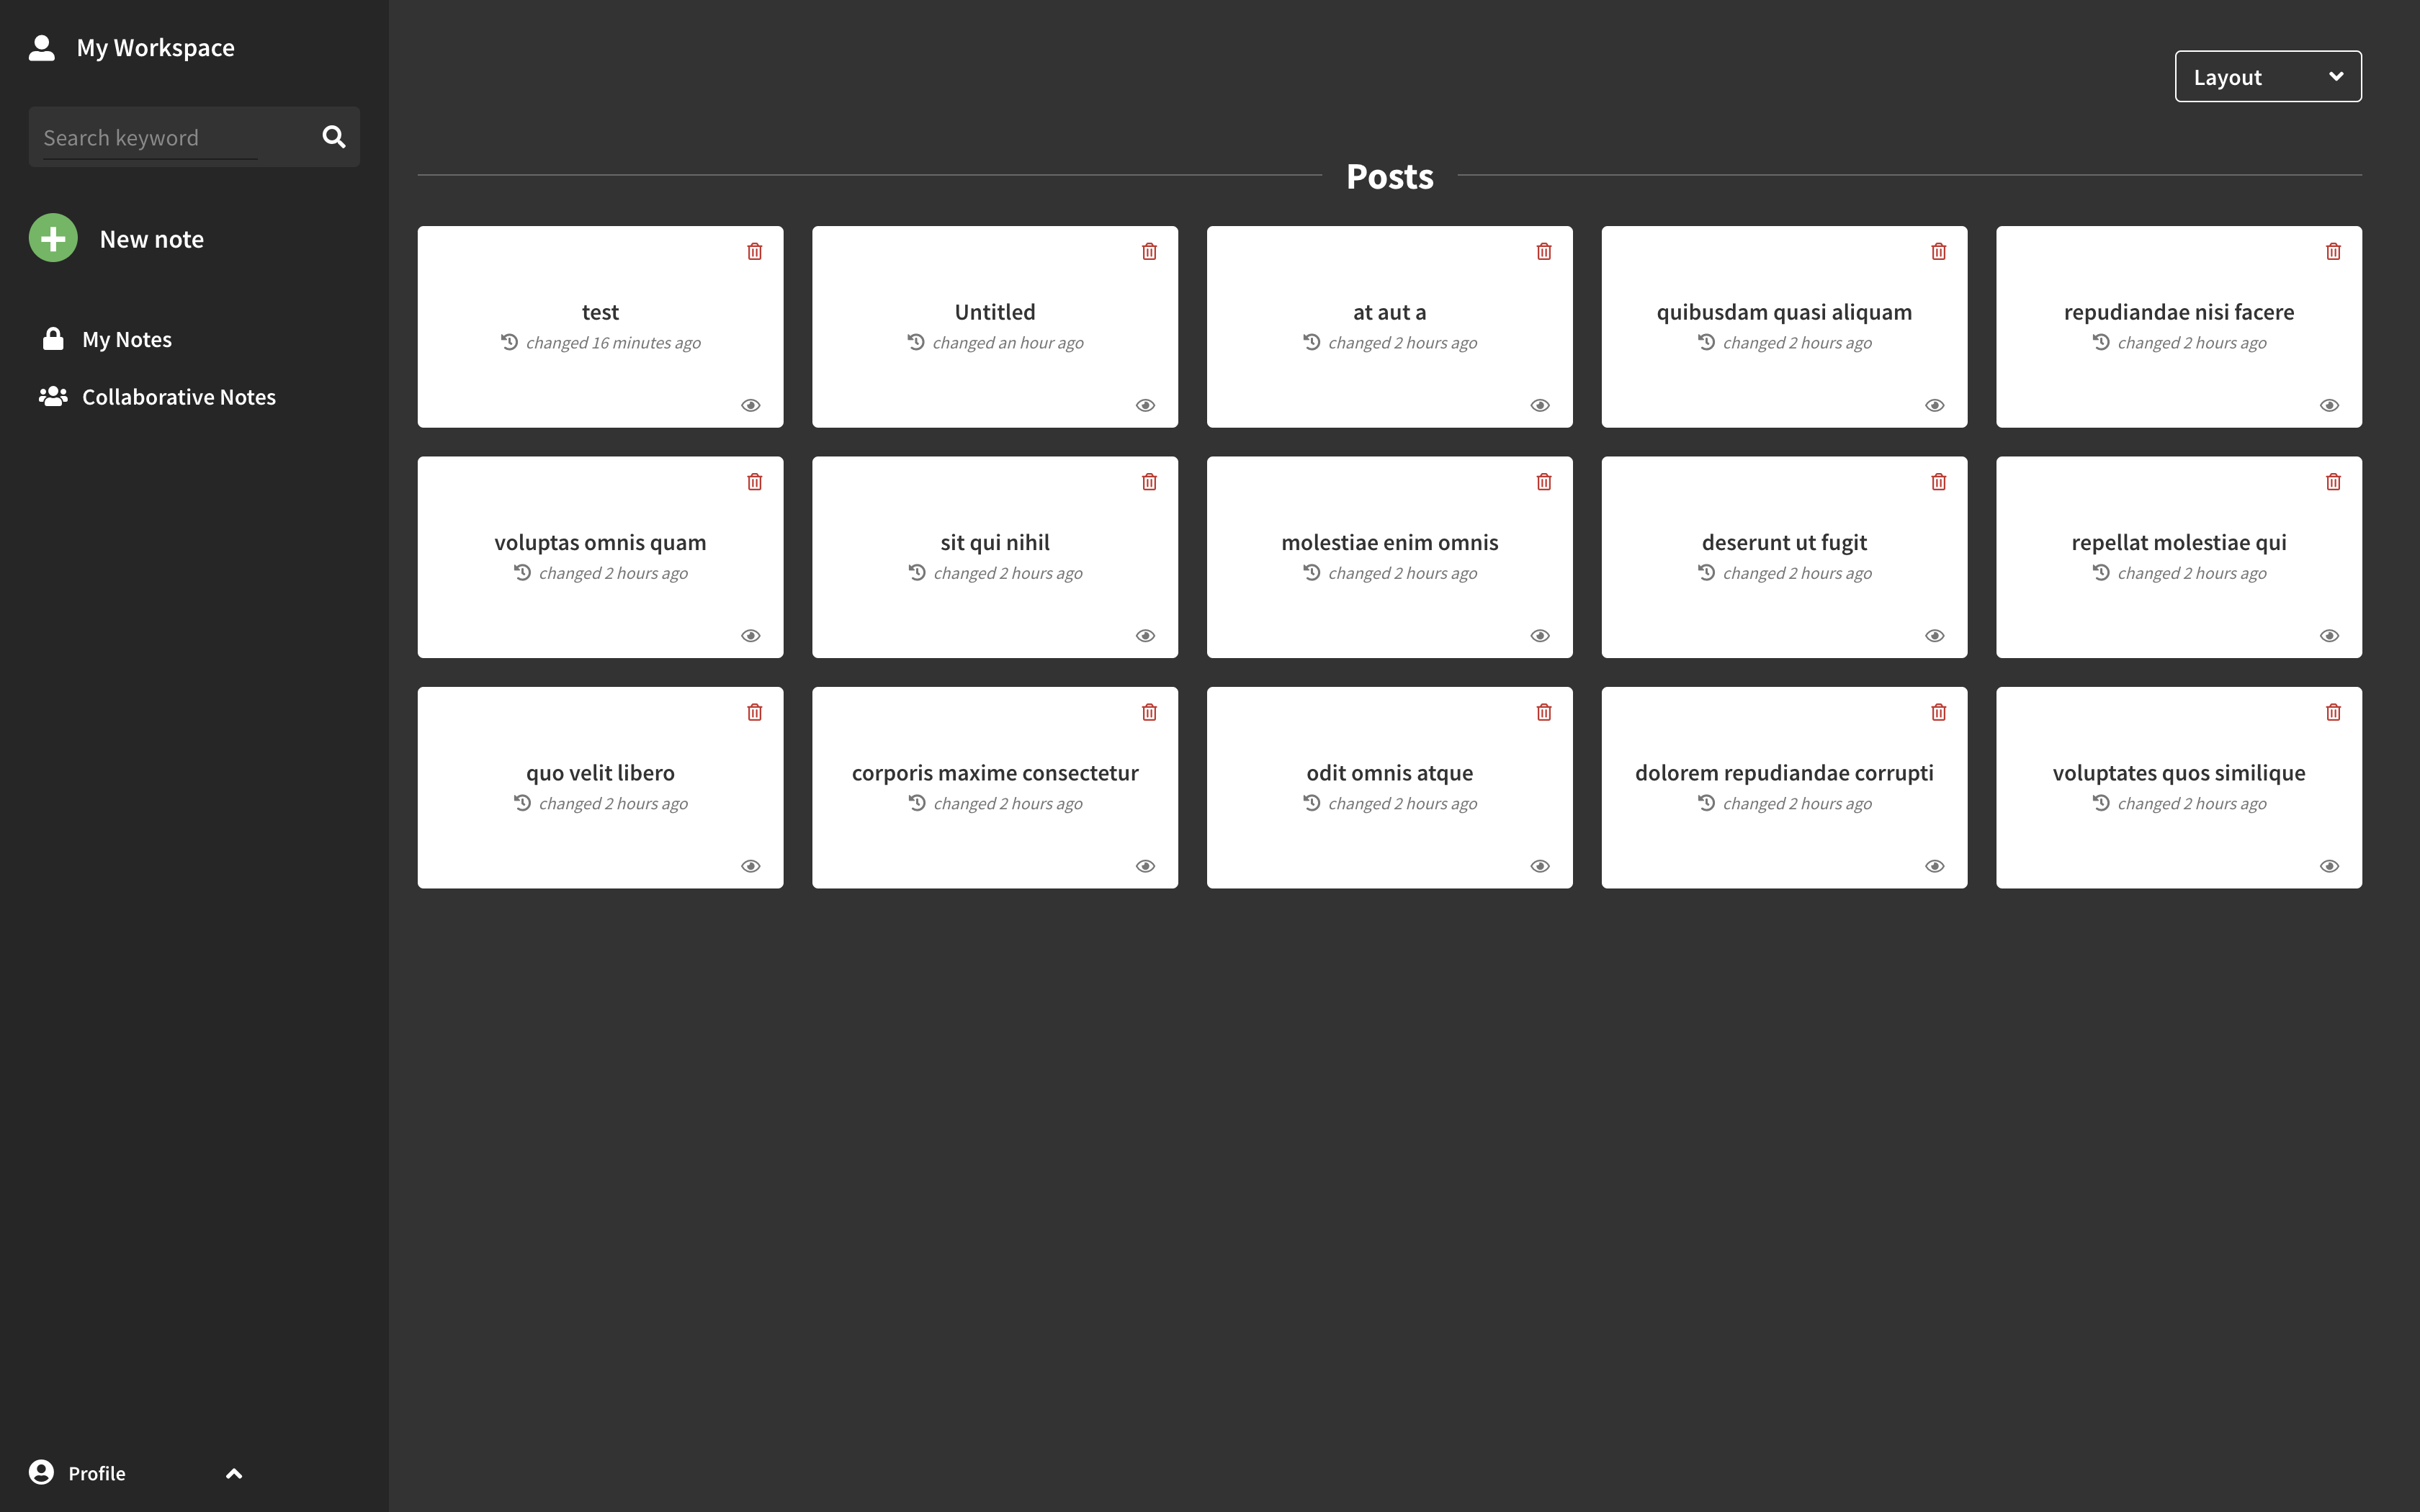 My Workspace
Search keyword
New note
My Notes
Collaborative Notes
Profile
Layout
Posts
test
changed 16 minutes ago
Untitled
changed an hour ago
at aut a
changed 2 hours ago
quibusdam quasi aliquam
changed 2 hours ago
repudiandae nisi facere
changed 2 hours ago
voluptas omnis quam
changed 2 hours ago
sit qui nihil
changed 2 hours ago
molestiae enim omnis
changed 2 hours ago
deserunt ut fugit
changed 2 hours ago
repellat molestiae qui
changed 2 hours ago
quo velit libero
changed 2 hours ago
corporis maxime consectetur
changed 2 hours ago
odit omnis atque
changed 2 hours ago
dolorem repudiandae corrupti
changed 2 hours ago
voluptates quos similique
changed 2 hours ago